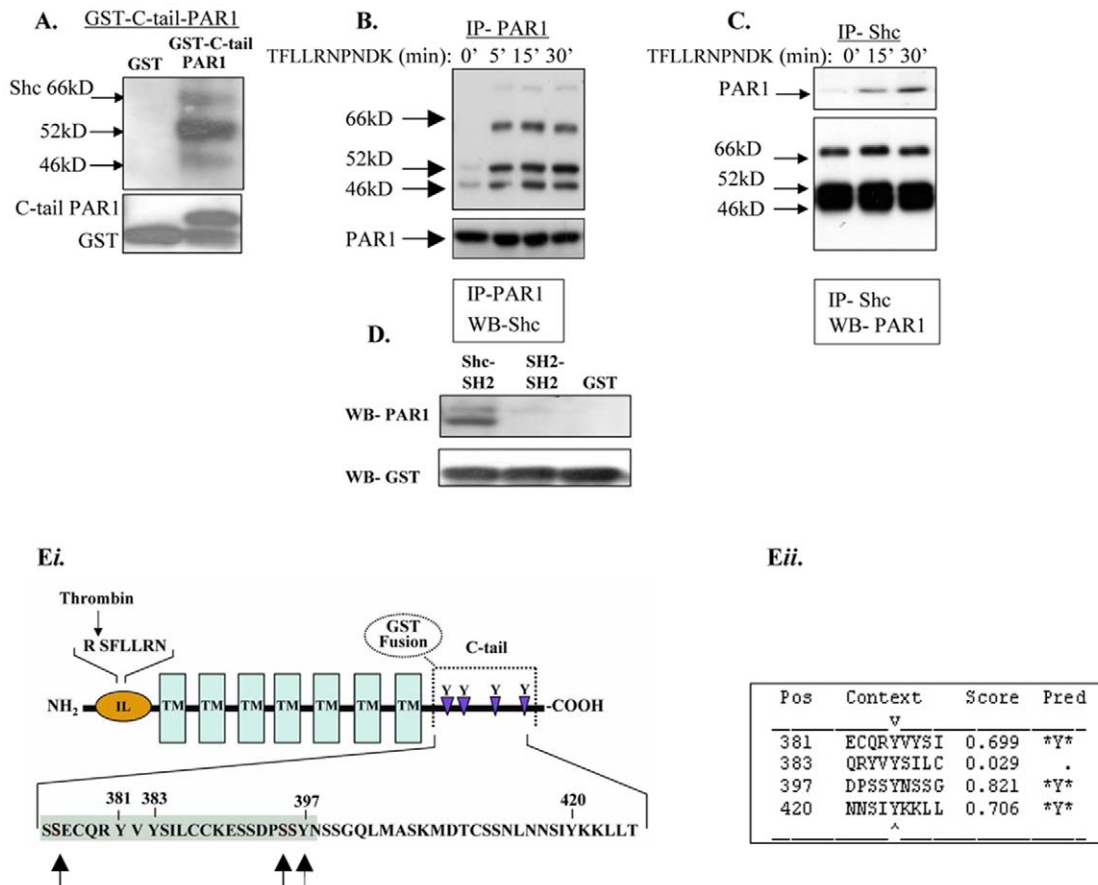 A.
GST-C-tail-PAR1
GST
GST-C-tail
PAR1
Shc 66kD
52kD
46kD
C-tail PAR1
GST
B.
IP- PAR1
TFLLRNPNDK (min): 0’ 5’ 15’ 30’
66kD
52kD
46kD
PAR1
IP-PAR1
WB-Shc
C.
IP- Shc
TFLLRNPNDK (min): 0’ 15’ 30’
PAR1
66kD
52kD
46kD
IP- Shc
WB- PAR1
D.
Shc-
SH2
SH2-
SH2
GST
WB- PAR1
WB- GST
Ei.
Thrombin
R SFLLRN
GST
Fusion
C-tail
NH2 IL TM TM TM TM TM TM TM Y Y Y Y -COOH
381 383 397 420
SSECQR Y V YSILCCKESSDPSSYNSSGQLMASKMDTCSSNLNNSIYKKLLT
Eii.
Pos Context Score Pred
381 ECQRYVYSI 0.699 *Y*
383 QRYVYSILC 0.029 .
397 DPSSYNSSG 0.821 *Y*
420 NNSIYKKLL 0.706 *Y*